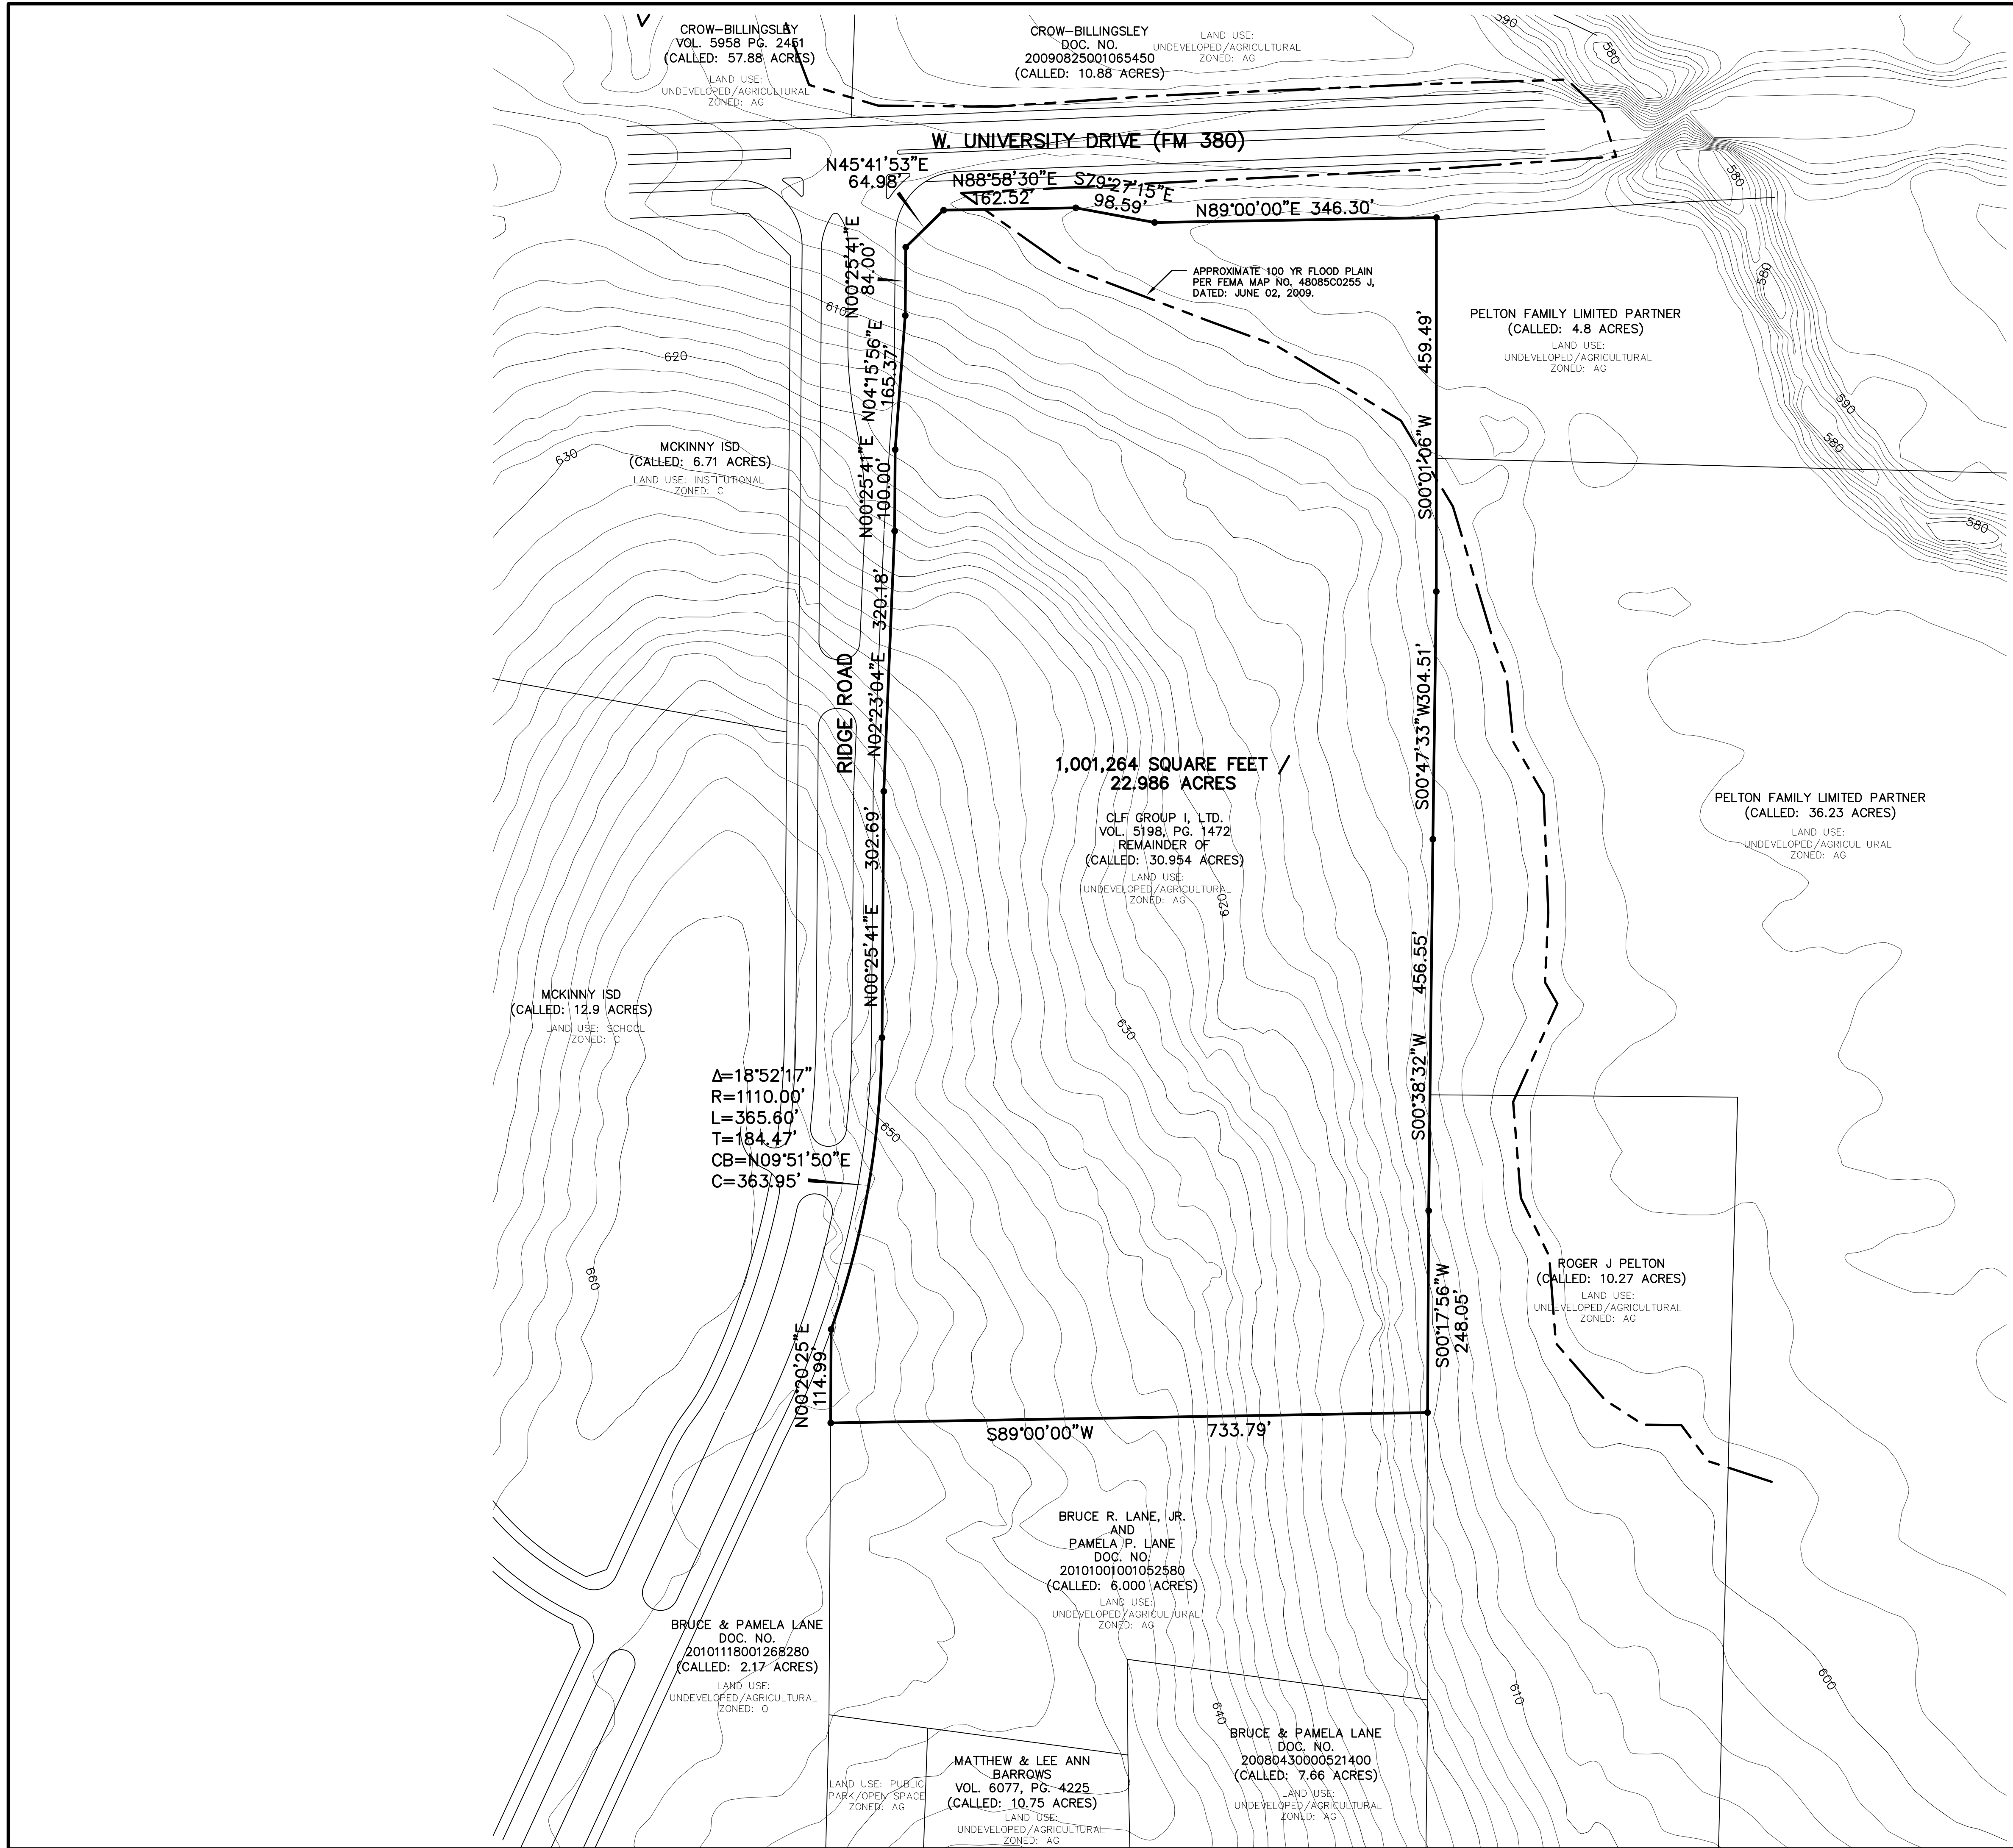 CROW-BILLINGSLEY
VOL. 5958 PG. 2451
(CALLED: 57.88 ACRES)
LAND USE:
UNDEVELOPED/AGRICULTURAL
ZONED: AG
CROW-BILLINGSLEY
DOC. NO.
20090825001065450
(CALLED: 10.88 ACRES)
LAND USE:
UNDEVELOPED/AGRICULTURAL
ZONED: AG
590
580
W. UNIVERSITY DRIVE (FM 380)
N45°41'53"E
64.98'
N88°58'30"E
162.52'
S79°27'15"E
98.59'
N89°00'00"E 346.30'
580
N00°25'41"E
84.00'
APPROXIMATE 100 YR FLOOD PLAIN
PER FEMA MAP NO. 48085C0255 J,
DATED: JUNE 02, 2009.
580
610
620
N04°15'56"E
165.37'
S00°01'06"W
459.49'
PELTON FAMILY LIMITED PARTNER
(CALLED: 4.8 ACRES)
LAND USE:
UNDEVELOPED/AGRICULTURAL
ZONED: AG
590
580
630
MCKINNY ISD
(CALLED: 6.71 ACRES)
LAND USE: INSTITUTIONAL
ZONED: C
N00°25'41"E
100.00'
580
N02°23'04"E 320.18'
RIDGE ROAD
S00°47'33"W304.51'
1,001,264 SQUARE FEET /
22.986 ACRES
CLF GROUP I, LTD.
VOL. 5198, PG. 1472
REMAINDER OF
(CALLED: 30.954 ACRES)
LAND USE:
UNDEVELOPED/AGRICULTURAL
ZONED: AG
620
PELTON FAMILY LIMITED PARTNER
(CALLED: 36.23 ACRES)
LAND USE:
UNDEVELOPED/AGRICULTURAL
ZONED: AG
N00°25'41"E 302.69'
MCKINNY ISD
(CALLED: 12.9 ACRES)
LAND USE: SCHOOL
ZONED: C
630
S00°38'32"W 456.55'
Δ=18°52'17"
R=1110.00'
L=365.60'
T=184.47'
CB=N09°51'50"E
C=363.95'
650
660
ROGER J PELTON
(CALLED: 10.27 ACRES)
LAND USE:
UNDEVELOPED/AGRICULTURAL
ZONED: AG
S00°17'56"W
248.05'
N00°20'25"E
114.99'
S89°00'00"W 733.79'
BRUCE R. LANE, JR.
AND
PAMELA P. LANE
DOC. NO.
20101001001052580
(CALLED: 6.000 ACRES)
LAND USE:
UNDEVELOPED/AGRICULTURAL
ZONED: AG
BRUCE & PAMELA LANE
DOC. NO.
20101118001268280
(CALLED: 2.17 ACRES)
LAND USE:
UNDEVELOPED/AGRICULTURAL
ZONED: O
640
610
600
BRUCE & PAMELA LANE
DOC. NO.
20080430000521400
(CALLED: 7.66 ACRES)
LAND USE:
UNDEVELOPED/AGRICULTURAL
ZONED: AG
MATTHEW & LEE ANN
BARROWS
VOL. 6077, PG. 4225
(CALLED: 10.75 ACRES)
LAND USE:
UNDEVELOPED/AGRICULTURAL
ZONED: AG
LAND USE: PUBLIC
PARK/OPEN SPACE
ZONED: AG